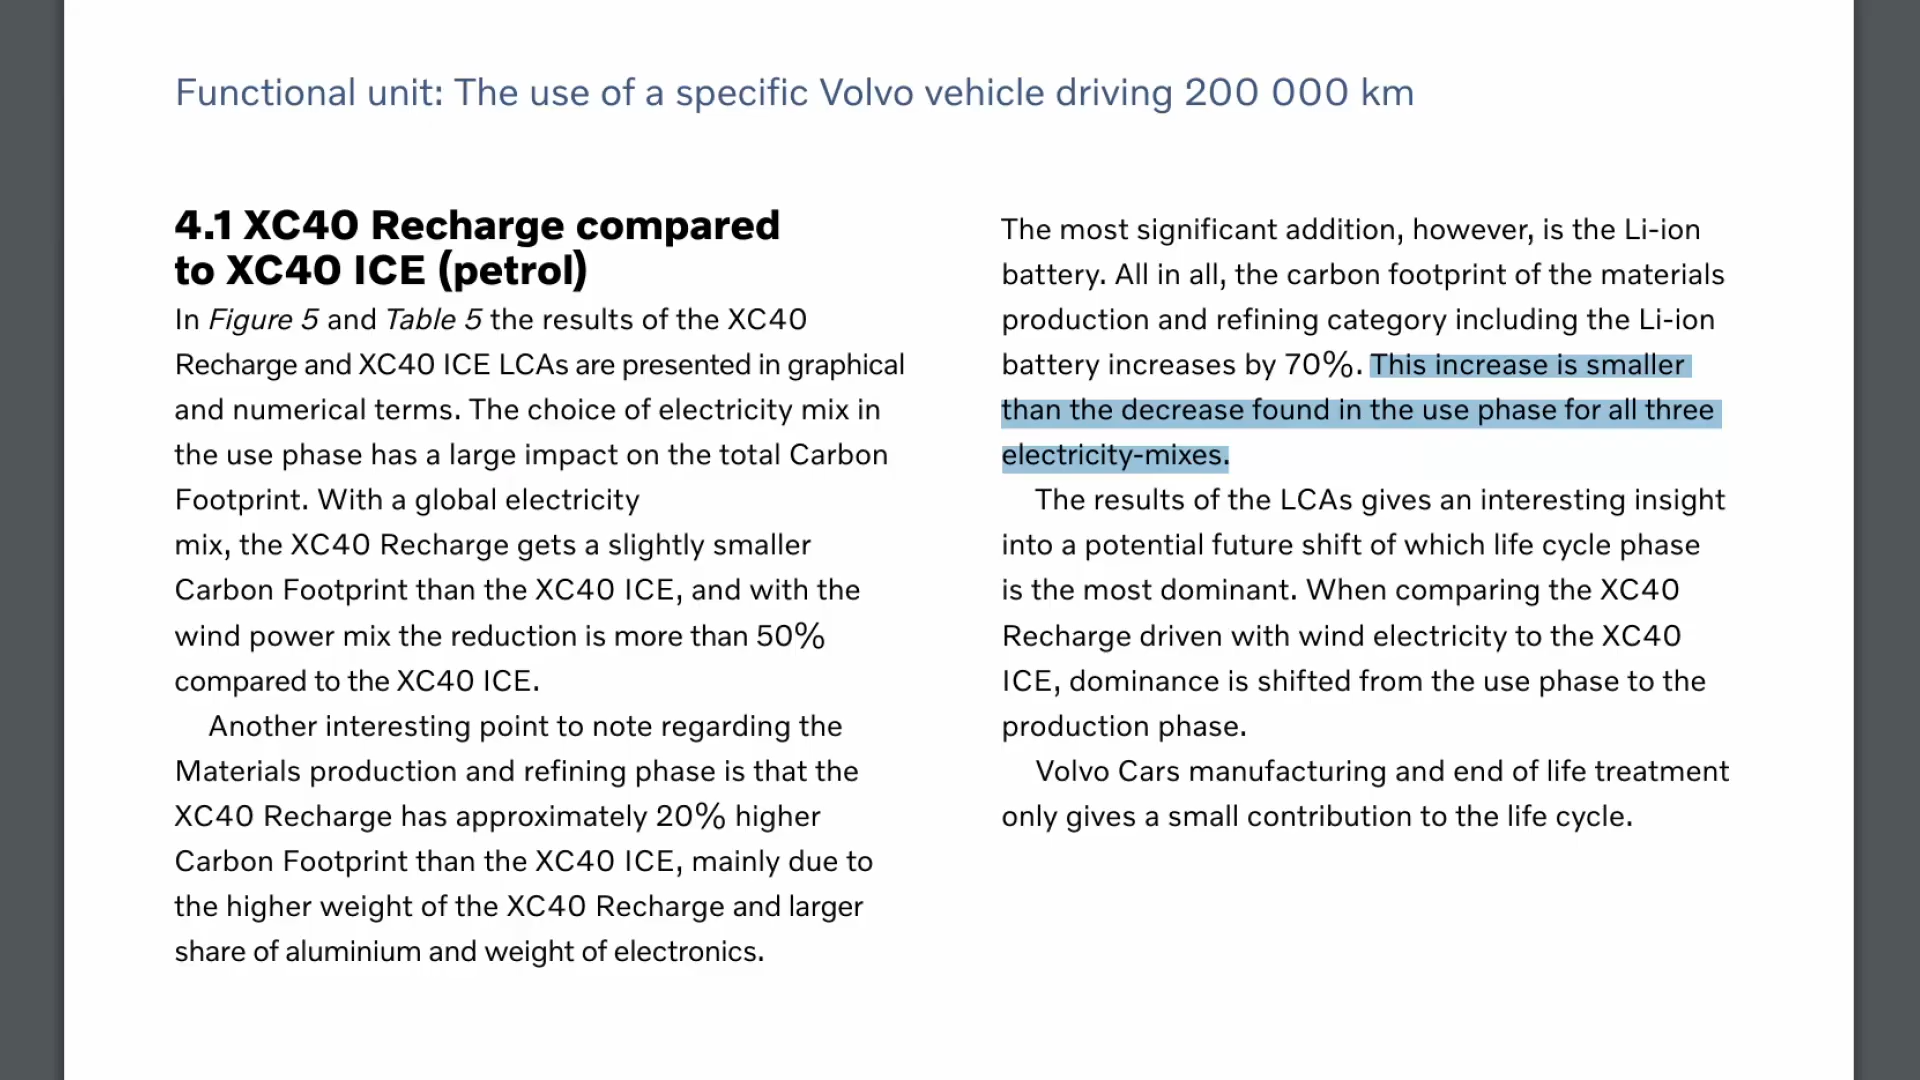 Functional unit: The use of a specific Volvo vehicle driving 200 000 km
4.1 XC40 Recharge compared
to XC40 ICE (petrol)
In Figure 5 and Table 5 the results of the XC40
Recharge and XC40 ICE LCAs are presented in graphical
and numerical terms. The choice of electricity mix in
the use phase has a large impact on the total Carbon
Footprint. With a global electricity
mix, the XC40 Recharge gets a slightly smaller
Carbon Footprint than the XC40 ICE, and with the
wind power mix the reduction is more than 50%
compared to the XC40 ICE.
Another interesting point to note regarding the
Materials production and refining phase is that the
XC40 Recharge has approximately 20% higher
Carbon Footprint than the XC40 ICE, mainly due to
the higher weight of the XC40 Recharge and larger
share of aluminium and weight of electronics.
The most significant addition, however, is the Li-ion
battery. All in all, the carbon footprint of the materials
production and refining category including the Li-ion
battery increases by 70%. This increase is smaller
than the decrease found in the use phase for all three
electricity-mixes.
The results of the LCAs gives an interesting insight
into a potential future shift of which life cycle phase
is the most dominant. When comparing the XC40
Recharge driven with wind electricity to the XC40
ICE, dominance is shifted from the use phase to the
production phase.
Volvo Cars manufacturing and end of life treatment
only gives a small contribution to the life cycle.